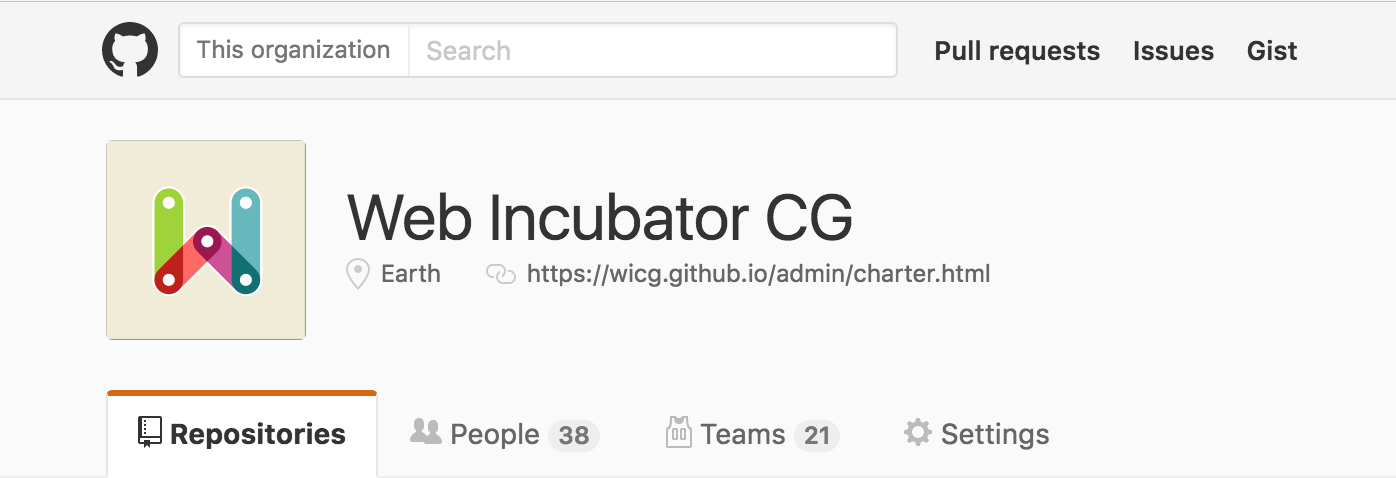 This organization Search Pull requests Issues Gist
Web Incubator CG
Earth https://wicg.github.io/admin/charter.html
Repositories People 38 Teams 21 Settings